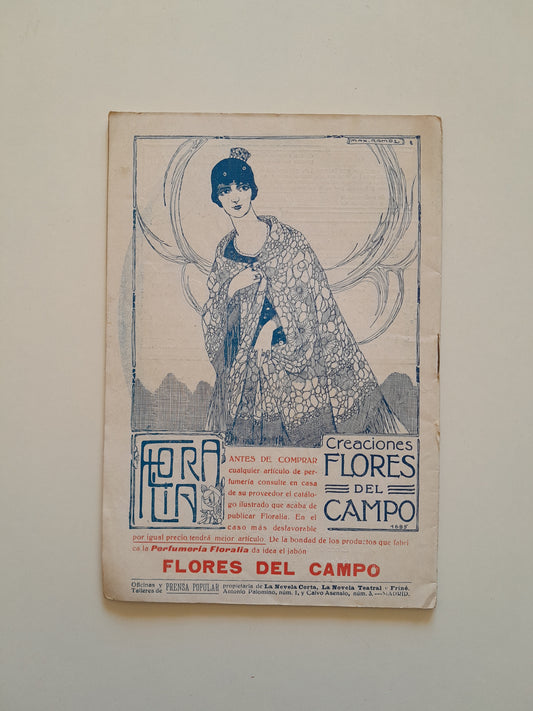 MAX. RAMOS
FLORALIA
ANTES DE COMPRAR
cualquier artículo de per-
fumería consulte en casa
de su proveedor el catálo-
go ilustrado que acaba de
publicar Floralia. En el
caso más desfavorable
por igual precio tendrá mejor artículo. De la bondad de los productos que fabri-
ca la Perfumería Floralia da idea el jabón
Creaciones
FLORES
DEL
CAMPO
1685
FLORES DEL CAMPO
Oficinas y Talleres de PRENSA POPULAR propietaria de La Novela Corta, La Novela Teatral y Friné.
Antonio Palomino, núm. 1, y Calvo Asensio, núm. 3.—MADRID.